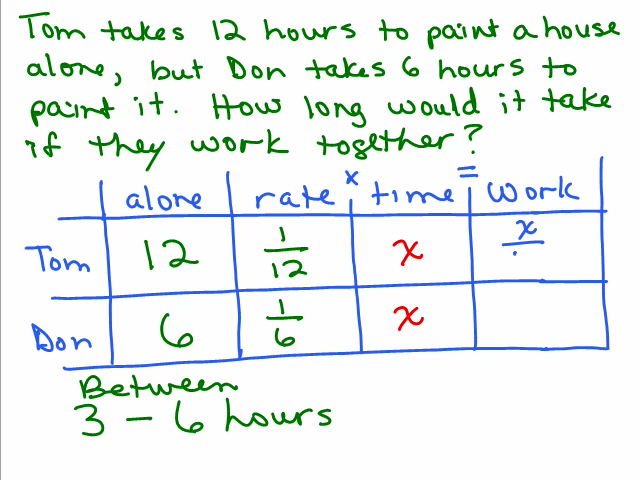 Tom takes 12 hours to paint a house
alone, but Don takes 6 hours to
paint it. How long would it take
if they work together?
alone rate x time = work
Tom 12 1/12 x x/
Don 6 1/6 x
Between
3 - 6 hours